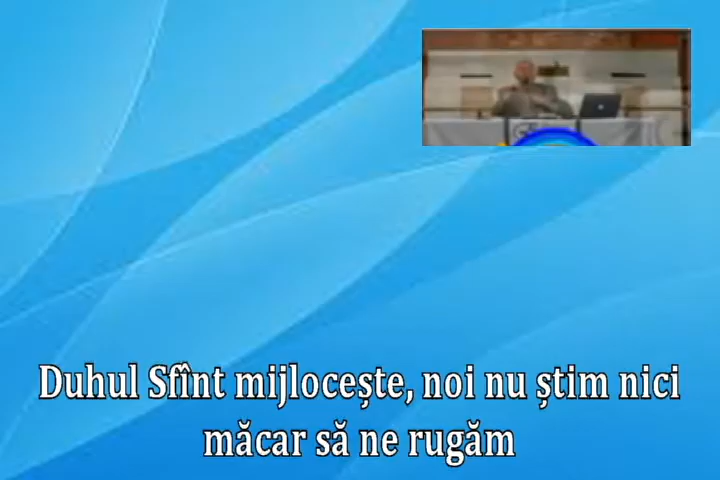 Duhul Sfînt mijlocește, noi nu știm nici
măcar să ne rugăm